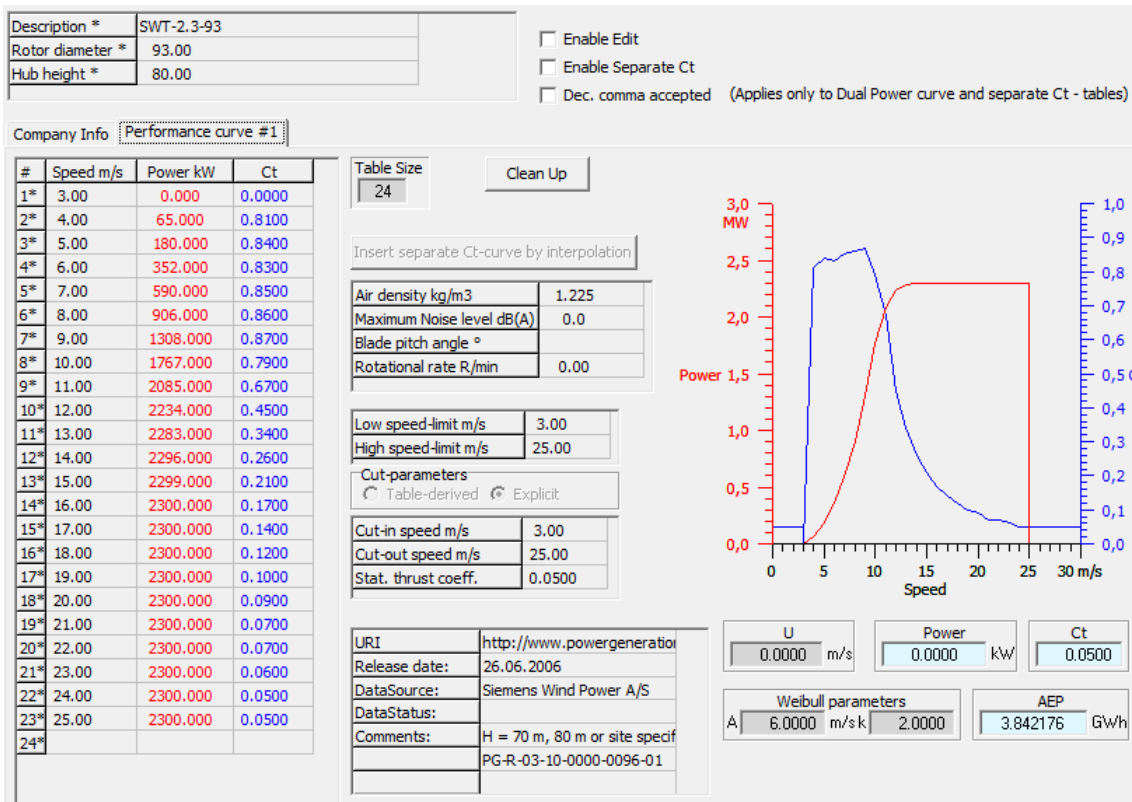 Description * SWT-2.3-93
Rotor diameter * 93.00
Hub height * 80.00
Enable Edit
Enable Separate Ct
Dec. comma accepted (Applies only to Dual Power curve and separate Ct - tables)
Company Info Performance curve #1
# Speed m/s Power kW Ct
1* 3.00 0.000 0.0000
2* 4.00 65.000 0.8100
3* 5.00 180.000 0.8400
4* 6.00 352.000 0.8300
5* 7.00 590.000 0.8500
6* 8.00 906.000 0.8600
7* 9.00 1308.000 0.8700
8* 10.00 1767.000 0.7900
9* 11.00 2085.000 0.6700
10* 12.00 2234.000 0.4500
11* 13.00 2283.000 0.3400
12* 14.00 2296.000 0.2600
13* 15.00 2299.000 0.2100
14* 16.00 2300.000 0.1700
15* 17.00 2300.000 0.1400
16* 18.00 2300.000 0.1200
17* 19.00 2300.000 0.1000
18* 20.00 2300.000 0.0900
19* 21.00 2300.000 0.0700
20* 22.00 2300.000 0.0700
21* 23.00 2300.000 0.0600
22* 24.00 2300.000 0.0500
23* 25.00 2300.000 0.0500
24*
Table Size
24
Clean Up
Insert separate Ct-curve by interpolation
Air density kg/m3 1.225
Maximum Noise level dB(A) 0.0
Blade pitch angle °
Rotational rate R/min 0.00
Low speed-limit m/s 3.00
High speed-limit m/s 25.00
Cut-parameters
Table-derived Explicit
Cut-in speed m/s 3.00
Cut-out speed m/s 25.00
Stat. thrust coeff. 0.0500
URI http://www.powergeneration
Release date: 26.06.2006
DataSource: Siemens Wind Power A/S
DataStatus:
Comments: H = 70 m, 80 m or site specif
PG-R-03-10-0000-0096-01
3,0
MW
2,5
2,0
Power 1,5
1,0
0,5
0,0
1,0
0,9
0,8
0,7
0,6
0,5
0,4
0,3
0,2
0,1
0,0
0 5 10 15 20 25 30 m/s
Speed
U
0.0000 m/s
Power
0.0000 kW
Ct
0.0500
Weibull parameters
A 6.0000 m/s k 2.0000
AEP
3.842176 GWh